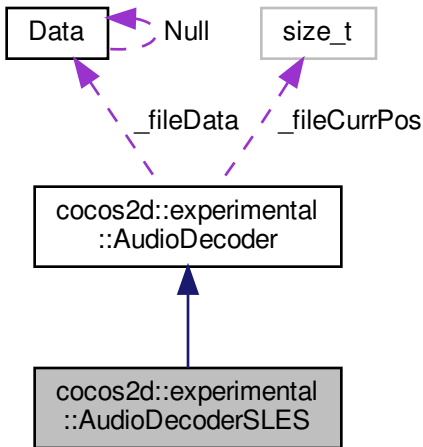 Data
Null
size_t
_fileData
_fileCurrPos
cocos2d::experimental
::AudioDecoder
cocos2d::experimental
::AudioDecoderSLES